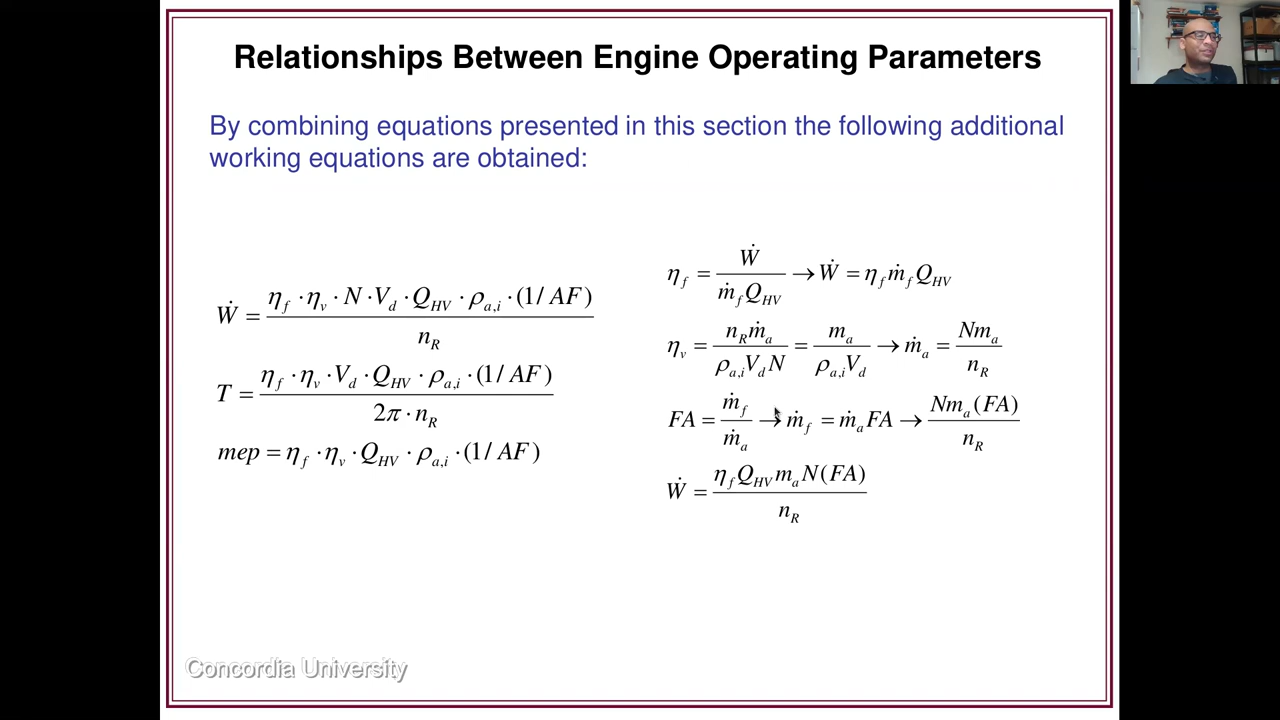 Relationships Between Engine Operating Parameters
By combining equations presented in this section the following additional
working equations are obtained:
Ẇ = (η_f · η_v · N · V_d · Q_HV · ρ_a,i · (1/ AF)) / n_R
T = (η_f · η_v · V_d · Q_HV · ρ_a,i · (1/ AF)) / (2π · n_R)
mep = η_f · η_v · Q_HV · ρ_a,i · (1/ AF)
η_f = Ẇ / (ṁ_f Q_HV) → Ẇ = η_f ṁ_f Q_HV
η_v = (n_R ṁ_a) / (ρ_a,i V_d N) = m_a / (ρ_a,i V_d) → ṁ_a = (N m_a) / n_R
FA = ṁ_f / ṁ_a → ṁ_f = ṁ_a FA → (N m_a (FA)) / n_R
Ẇ = (η_f Q_HV m_a N(FA)) / n_R
Concordia University